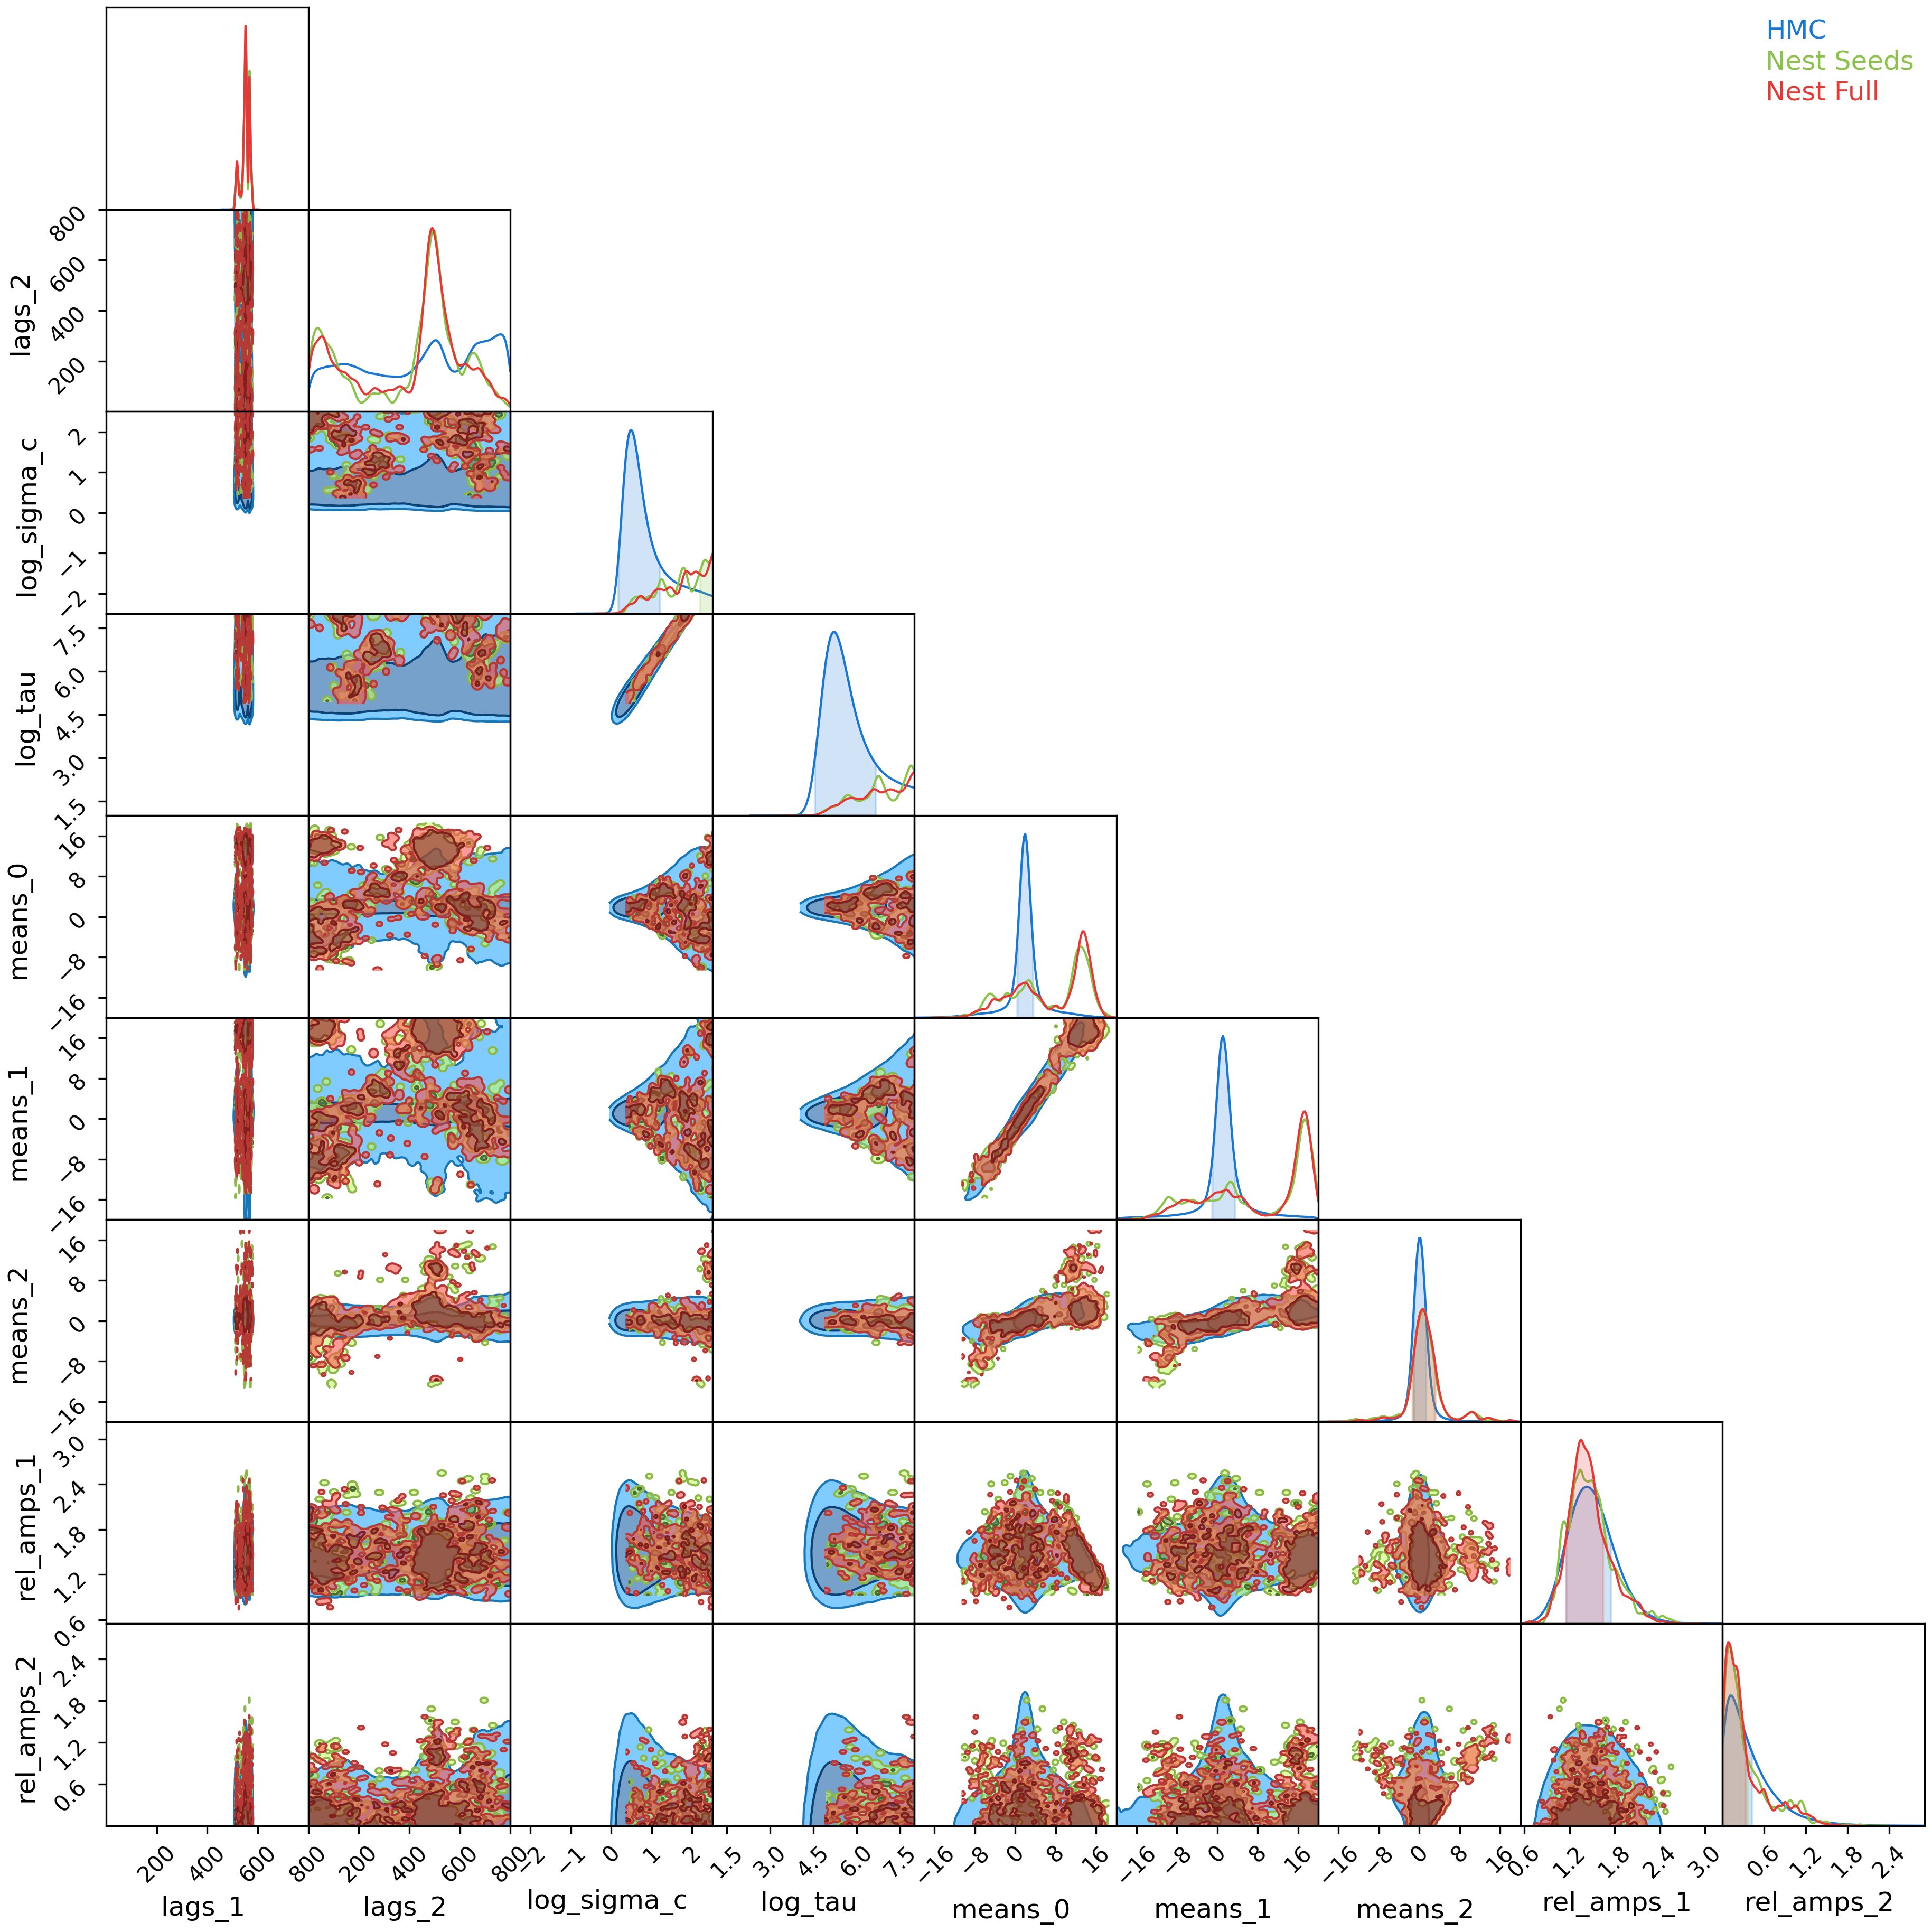 HMC
Nest Seeds
Nest Full
lags_2
800
600
400
200
log_sigma_c
2
1
0
−1
−2
log_tau
7.5
6.0
4.5
3.0
1.5
means_0
16
8
0
−8
−16
means_1
16
8
0
−8
−16
means_2
16
8
0
−8
−16
rel_amps_1
3.0
2.4
1.8
1.2
0.6
rel_amps_2
2.4
1.8
1.2
0.6
200 400 600 800 200 400 600 800 −2 −1 0 1 2 1.5 3.0 4.5 6.0 7.5 −16 −8 0 8 16 −16 −8 0 8 16 −16 −8 0 8 16 0.6 1.2 1.8 2.4 3.0 0.6 1.2 1.8 2.4
lags_1 lags_2 log_sigma_c log_tau means_0 means_1 means_2 rel_amps_1 rel_amps_2